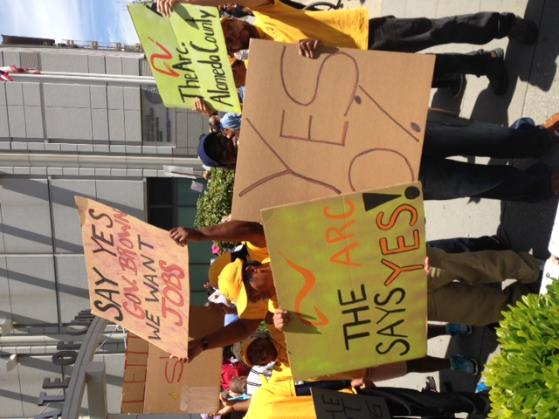 The Arc.
Alameda County
YES
SAY YES
GOV. BROWN
WE WANT
JOBS
ARC
THE
SAYS YES!